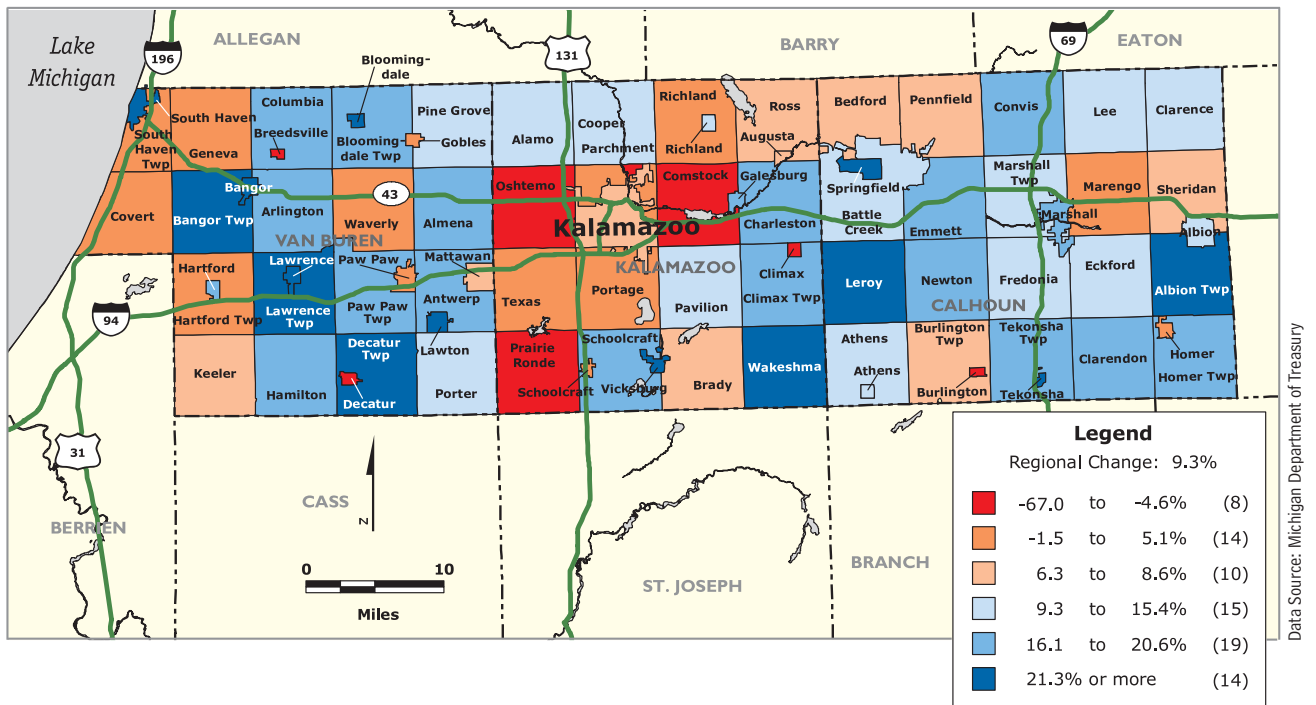 Lake
Michigan
196
ALLEGAN
131
BARRY
69
EATON
Blooming-
dale
South Haven
South
Haven
Twp
Geneva
Columbia
Breedsville
Blooming-
dale Twp
Pine Grove
Gobles
Alamo
Cooper
Parchment
Richland
Richland
Ross
Augusta
Bedford
Pennfield
Convis
Lee
Clarence
Covert
Bangor
Bangor Twp
Arlington
43
Waverly
Almena
Oshtemo
Kalamazoo
Comstock
Galesburg
Charleston
Springfield
Battle
Creek
Emmett
Marshall
Twp
Marshall
Marengo
Sheridan
Albion
VAN BUREN
KALAMAZOO
CALHOUN
Hartford
Hartford Twp
Lawrence
Lawrence
Twp
Paw Paw
Paw Paw
Twp
Mattawan
Antwerp
Texas
Portage
Pavilion
Climax
Climax Twp
Leroy
Newton
Fredonia
Eckford
Albion Twp
94
Keeler
Hamilton
Decatur
Twp
Decatur
Lawton
Porter
Prairie
Ronde
Schoolcraft
Schoolcraft
Vicksburg
Brady
Wakeshma
Athens
Athens
Burlington
Twp
Burlington
Tekonsha
Twp
Tekonsha
Clarendon
Homer
Homer Twp
31
BERRIEN
CASS
ST. JOSEPH
BRANCH
N
0 10
Miles
Legend
Regional Change: 9.3%
-67.0 to -4.6% (8)
-1.5 to 5.1% (14)
6.3 to 8.6% (10)
9.3 to 15.4% (15)
16.1 to 20.6% (19)
21.3% or more (14)
Data Source: Michigan Department of Treasury